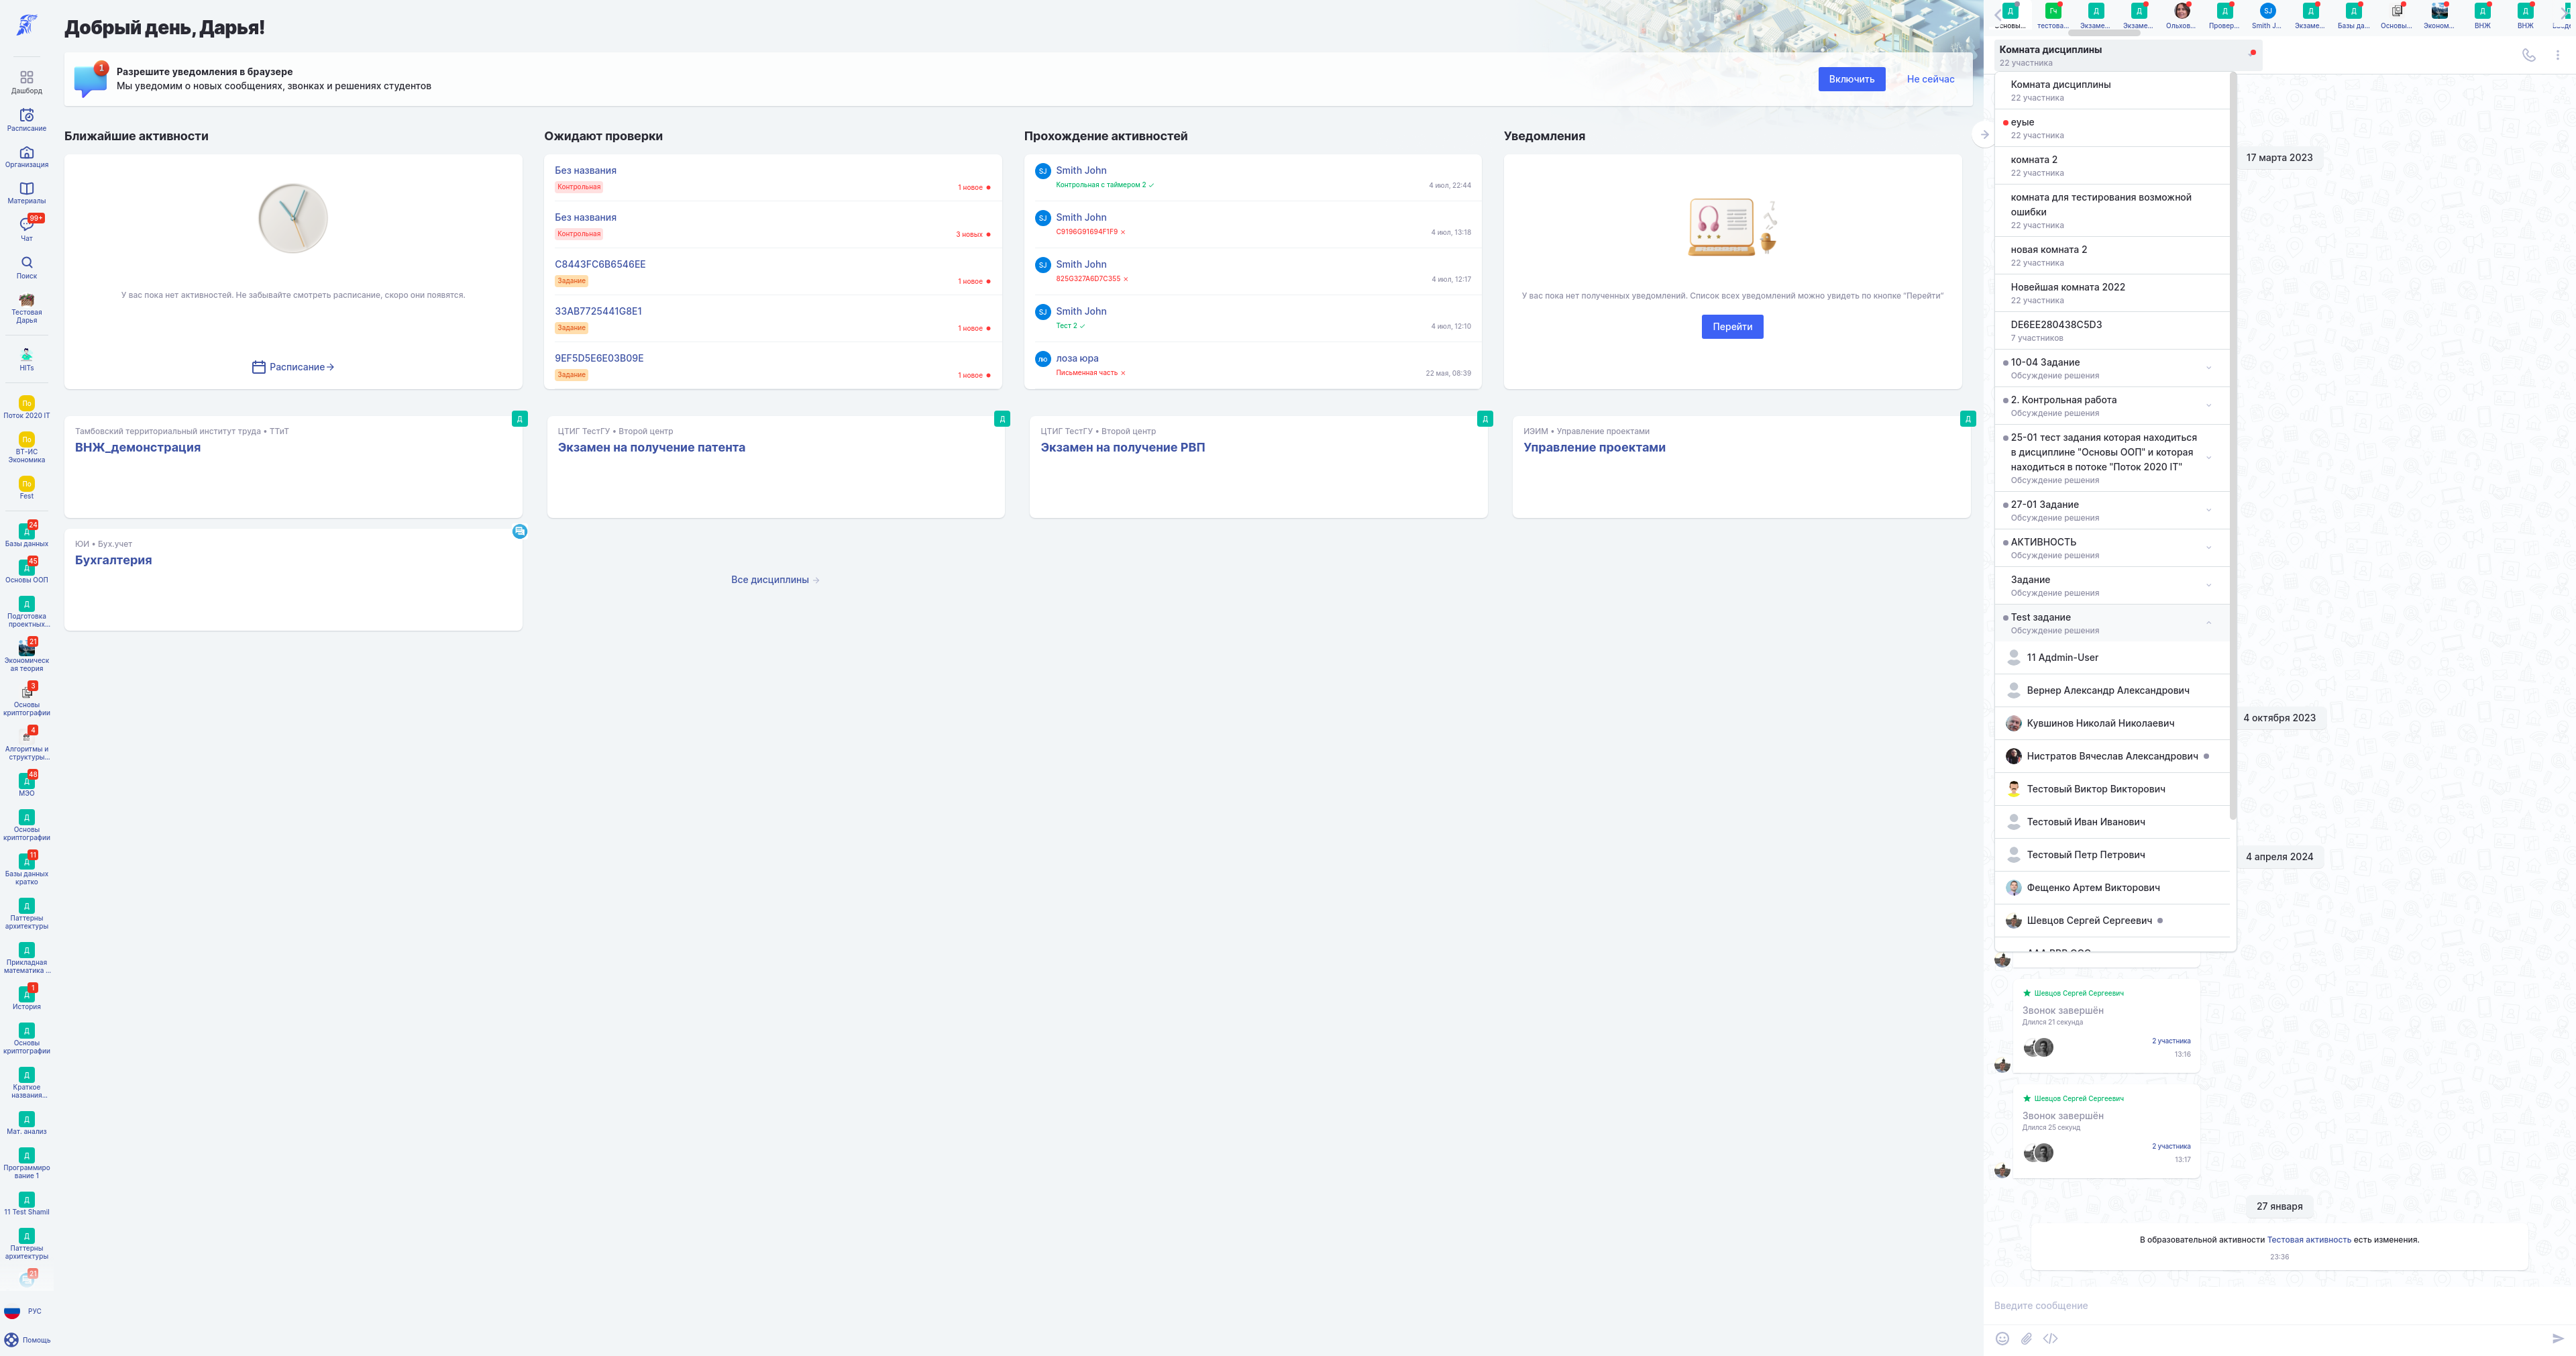 Добрый день, Дарья!
1
Разрешите уведомления в браузере
Мы уведомим о новых сообщениях, звонках и решениях студентов
Включить
Не сейчас
Дашборд
Расписание
Организация
Материалы
99+
Чат
Поиск
Тестовая
Дарья
HITs
По
Поток 2020 IT
По
ВТ-ИС
Экономика
По
Fest
24
Д
Базы данных
45
Д
Основы ООП
Д
Подготовка
проектных...
21
Экономическ
ая теория
3
Основы
криптографии
4
Алгоритмы и
структуры...
48
Д
МЭО
Д
Основы
криптографии
11
Д
Базы данных
кратко
Д
Паттерны
архитектуры
Д
Прикладная
математика ...
1
Д
История
Д
Основы
криптографии
Д
Краткое
названия...
Д
Мат. анализ
Д
Программиро
вание 1
Д
11 Test Shamil
Д
Паттерны
архитектуры
21
РУС
Помощь
Ближайшие активности
У вас пока нет активностей. Не забывайте смотреть расписание, скоро они появятся.
Расписание
Ожидают проверки
Без названия
Контрольная
1 новое
Без названия
Контрольная
3 новых
C8443FC6B6546EE
Задание
1 новое
33AB7725441G8E1
Задание
1 новое
9EF5D5E6E03B09E
Задание
1 новое
Прохождение активностей
SJ
Smith John
Контрольная с таймером 2
4 июл, 22:44
SJ
Smith John
C9196G91694F1F9
4 июл, 13:18
SJ
Smith John
825G327A6D7C355
4 июл, 12:17
SJ
Smith John
Тест 2
4 июл, 12:10
лю
лоза юра
Письменная часть
22 мая, 08:39
Уведомления
У вас пока нет полученных уведомлений. Список всех уведомлений можно увидеть по кнопке "Перейти"
Перейти
Д
Тамбовский территориальный институт труда • ТТиТ
ВНЖ_демонстрация
Д
ЦТИГ ТестГУ • Второй центр
Экзамен на получение патента
Д
ЦТИГ ТестГУ • Второй центр
Экзамен на получение РВП
Д
ИЭИМ • Управление проектами
Управление проектами
ЮИ • Бух.учет
Бухгалтерия
Все дисциплины
Д
Гч
тестова...
Д
Экзаме...
Д
Экзаме...
Ольхов...
Д
Провер...
SJ
Smith J...
Д
Экзаме...
Д
Базы да...
Основы...
Эконом...
Д
ВНЖ
Д
ВНЖ
Комната дисциплины
22 участника
Комната дисциплины
22 участника
еуые
22 участника
комната 2
22 участника
комната для тестирования возможной
ошибки
22 участника
новая комната 2
22 участника
Новейшая комната 2022
22 участника
DE6EE280438C5D3
7 участников
10-04 Задание
Обсуждение решения
2. Контрольная работа
Обсуждение решения
25-01 тест задания которая находиться
в дисциплине "Основы ООП" и которая
находиться в потоке "Поток 2020 IT"
Обсуждение решения
27-01 Задание
Обсуждение решения
АКТИВНОСТЬ
Обсуждение решения
Задание
Обсуждение решения
Test задание
Обсуждение решения
11 Адmin-User
Вернер Александр Александрович
Кувшинов Николай Николаевич
Нистратов Вячеслав Александрович
Тестовый Виктор Викторович
Тестовый Иван Иванович
Тестовый Петр Петрович
Фещенко Артем Викторович
Шевцов Сергей Сергеевич
17 марта 2023
4 октября 2023
4 апреля 2024
Шевцов Сергей Сергеевич
Звонок завершён
Длился 21 секунда
2 участника
13:16
Шевцов Сергей Сергеевич
Звонок завершён
Длился 25 секунд
2 участника
13:17
27 января
В образовательной активности Тестовая активность есть изменения.
23:36
Введите сообщение